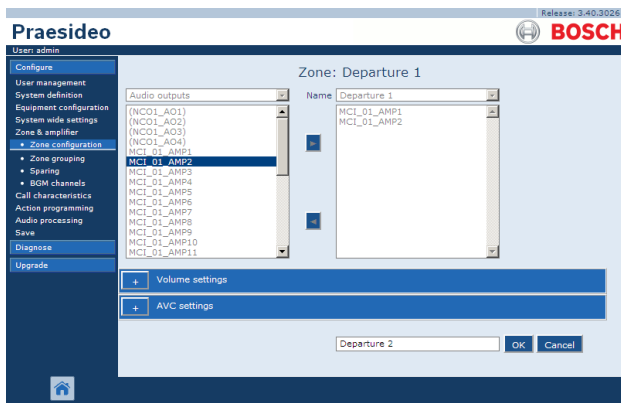 Release: 3.40.3026
Praesideo
BOSCH
User: admin
Configure
User management
System definition
Equipment configuration
System wide settings
Zone & amplifier
• Zone configuration
• Zone grouping
• Sparing
• BGM channels
Call characteristics
Action programming
Audio processing
Save
Diagnose
Upgrade
Zone: Departure 1
Audio outputs
(NCO1_AO1)
(NCO1_AO2)
(NCO1_AO3)
(NCO1_AO4)
MCI_01_AMP1
MCI_01_AMP2
MCI_01_AMP3
MCI_01_AMP4
MCI_01_AMP5
MCI_01_AMP6
MCI_01_AMP7
MCI_01_AMP8
MCI_01_AMP9
MCI_01_AMP10
MCI_01_AMP11
Name Departure 1
MCI_01_AMP1
MCI_01_AMP2
+ Volume settings
+ AVC settings
Departure 2
OK
Cancel